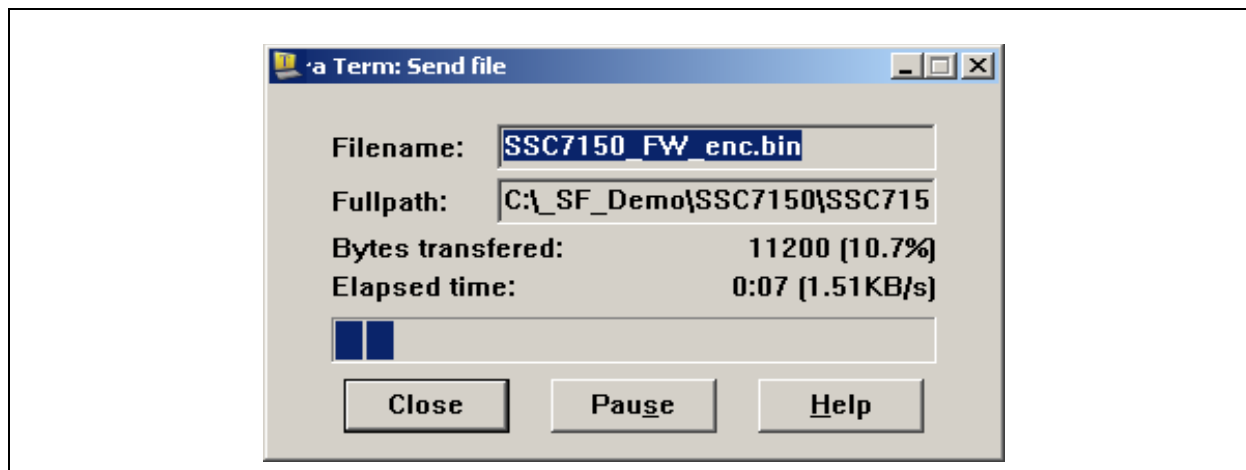 a Term: Send file
Filename: SSC7150_FW_enc.bin
Fullpath: C:\_SF_Demo\SSC7150\SSC715
Bytes transfered: 11200 (10.7%)
Elapsed time: 0:07 (1.51KB/s)
Close Pause Help